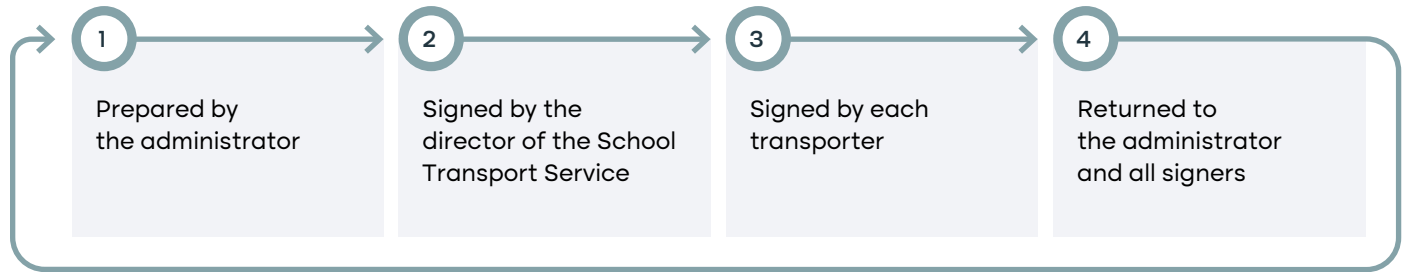 1
Prepared by
the administrator
2
Signed by the
director of the School
Transport Service
3
Signed by each
transporter
4
Returned to
the administrator
and all signers